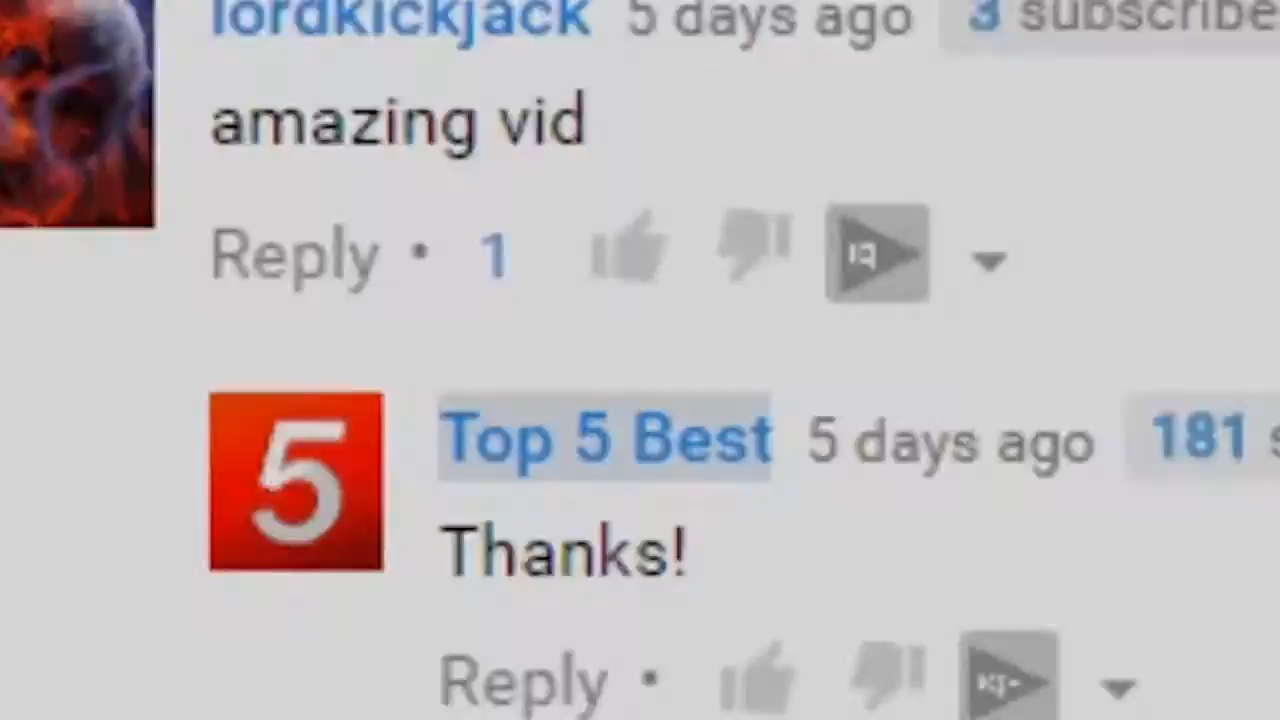 lordkickjack 5 days ago 3 subscribe
amazing vid
Reply • 1
5 Top 5 Best 5 days ago 181 s
Thanks!
Reply •